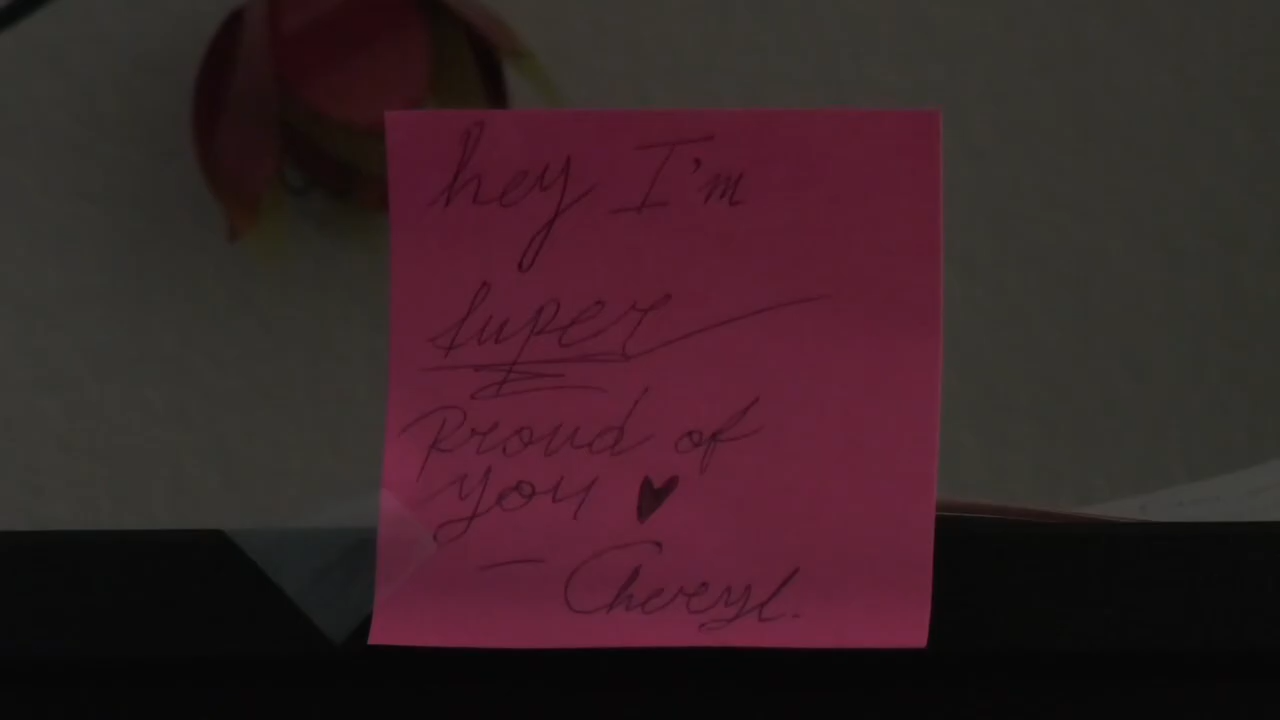 hey I'm
super
Proud of
you ♥
— Cheryl.